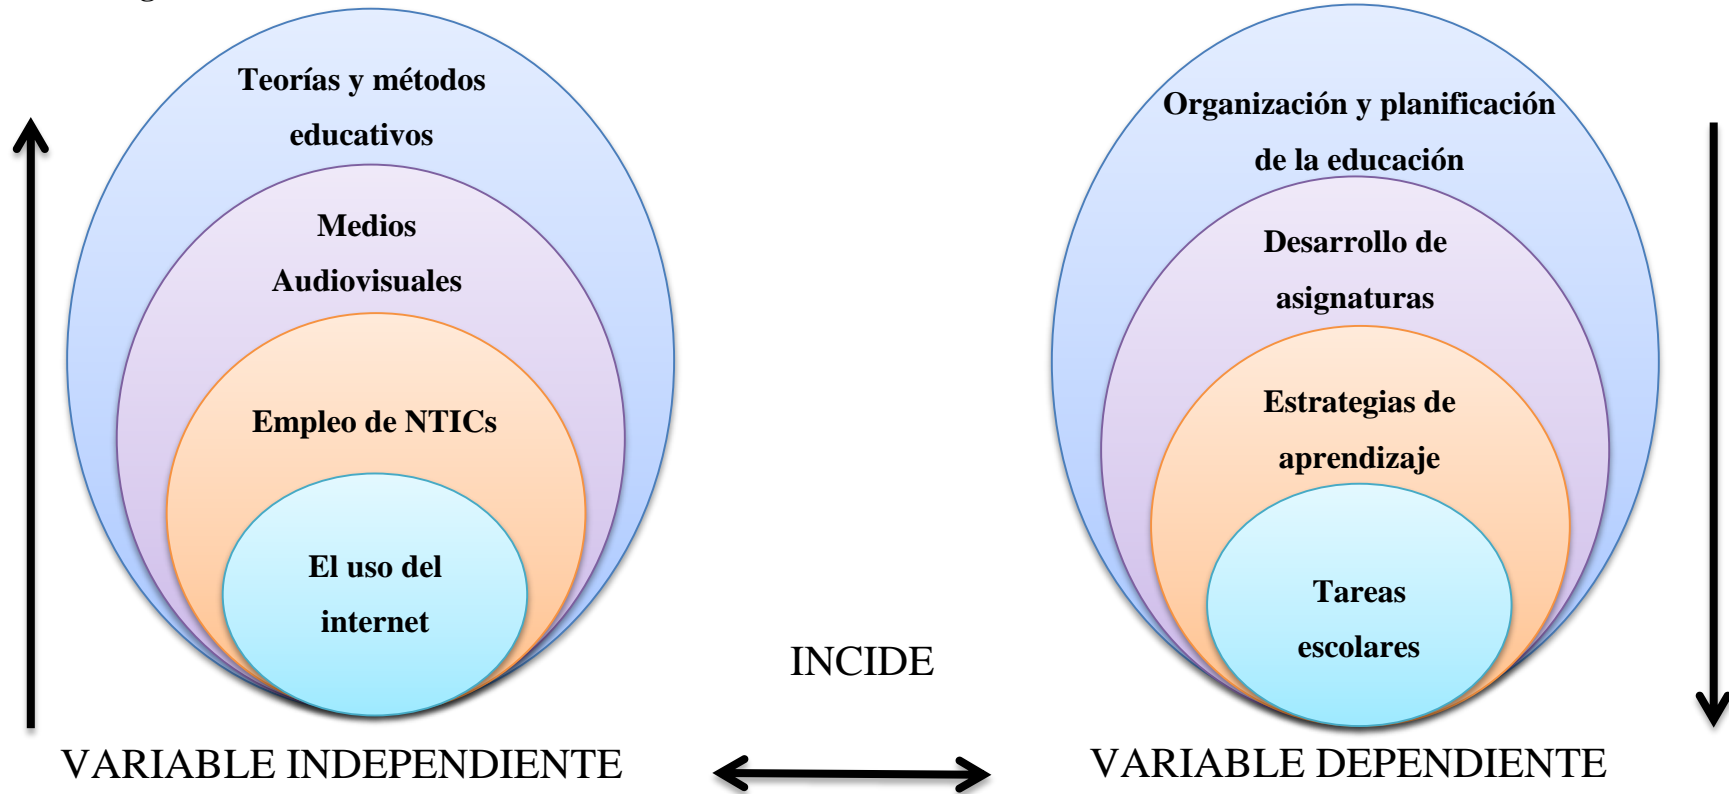 Teorías y métodos
educativos
Medios
Audiovisuales
Empleo de NTICs
El uso del
internet
VARIABLE INDEPENDIENTE
INCIDE
Organización y planificación
de la educación
Desarrollo de
asignaturas
Estrategias de
aprendizaje
Tareas
escolares
VARIABLE DEPENDIENTE